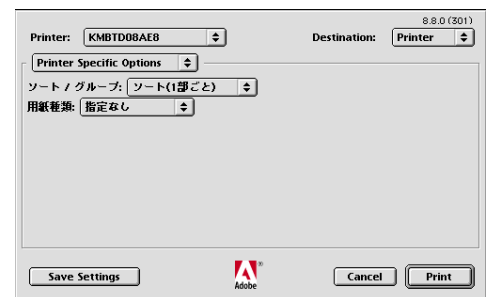 8.8.0 (301)
Printer: KMBTD08AE8 Destination: Printer
Printer Specific Options
ソート / グループ: ソート(1部ごと)
用紙種類: 指定なし
Save Settings Adobe Cancel Print